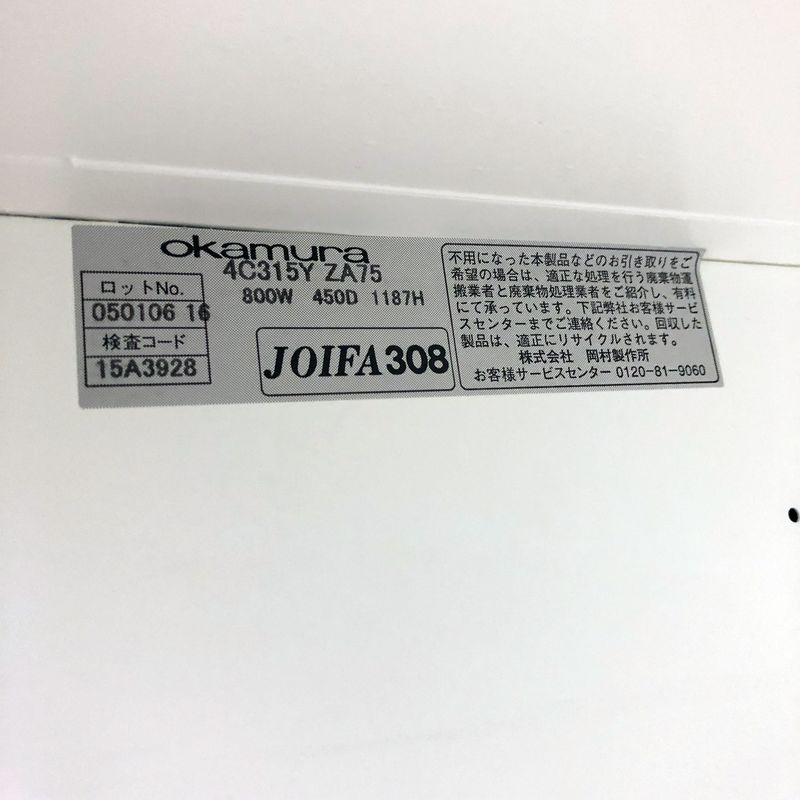 okamura
4C315Y ZA75
800W 450D 1187H
ロットNo.
050106 16
検査コード
15A3928
JOIFA308
不用になった本製品などのお引き取りをご
希望の場合は、適正な処理を行う廃棄物運
搬業者と廃棄物処理業者をご紹介し、有料
にて承っています。下記弊社お客様サービ
スセンターまでご連絡ください。回収した
製品は、適正にリサイクルされます。
株式会社 岡村製作所
お客様サービスセンター 0120-81-9060